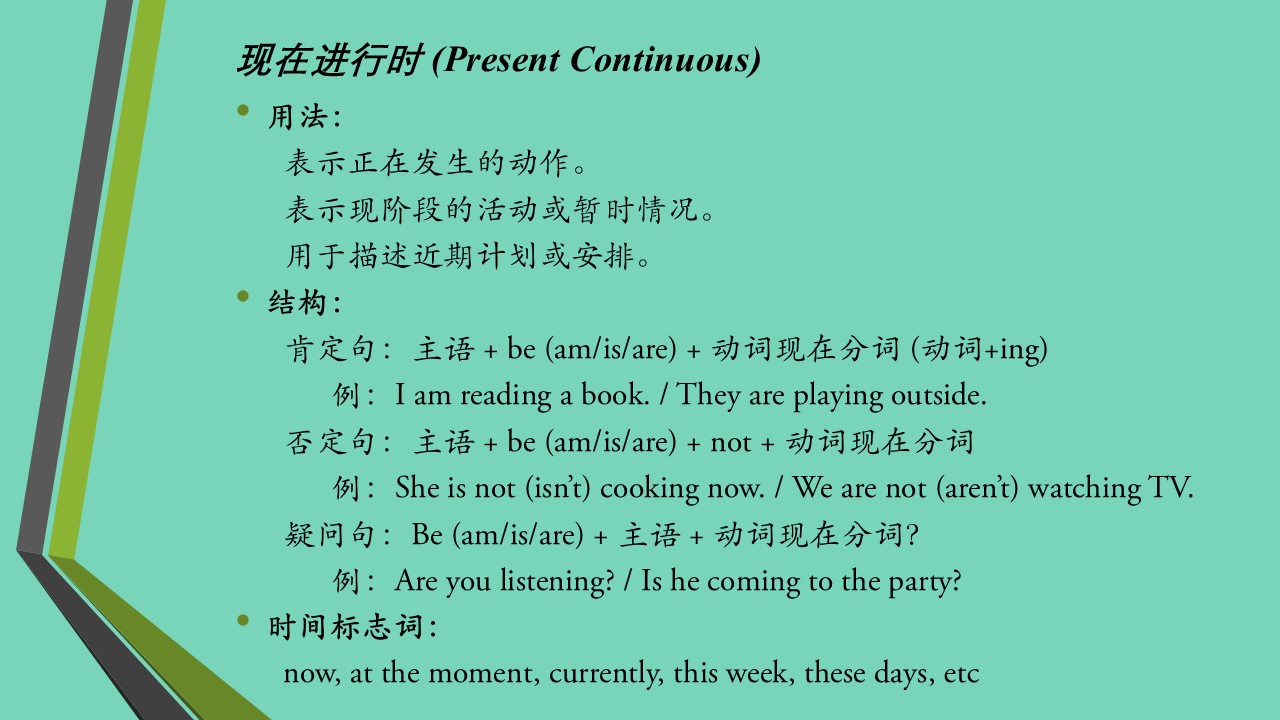 现在进行时 (Present Continuous)
• 用法：
表示正在发生的动作。
表示现阶段的活动或暂时情况。
用于描述近期计划或安排。
• 结构：
肯定句： 主语 + be (am/is/are) + 动词现在分词 (动词+ing)
例：I am reading a book. / They are playing outside.
否定句： 主语 + be (am/is/are) + not + 动词现在分词
例：She is not (isn’t) cooking now. / We are not (aren’t) watching TV.
疑问句： Be (am/is/are) + 主语 + 动词现在分词?
例：Are you listening? / Is he coming to the party?
• 时间标志词：
now, at the moment, currently, this week, these days, etc